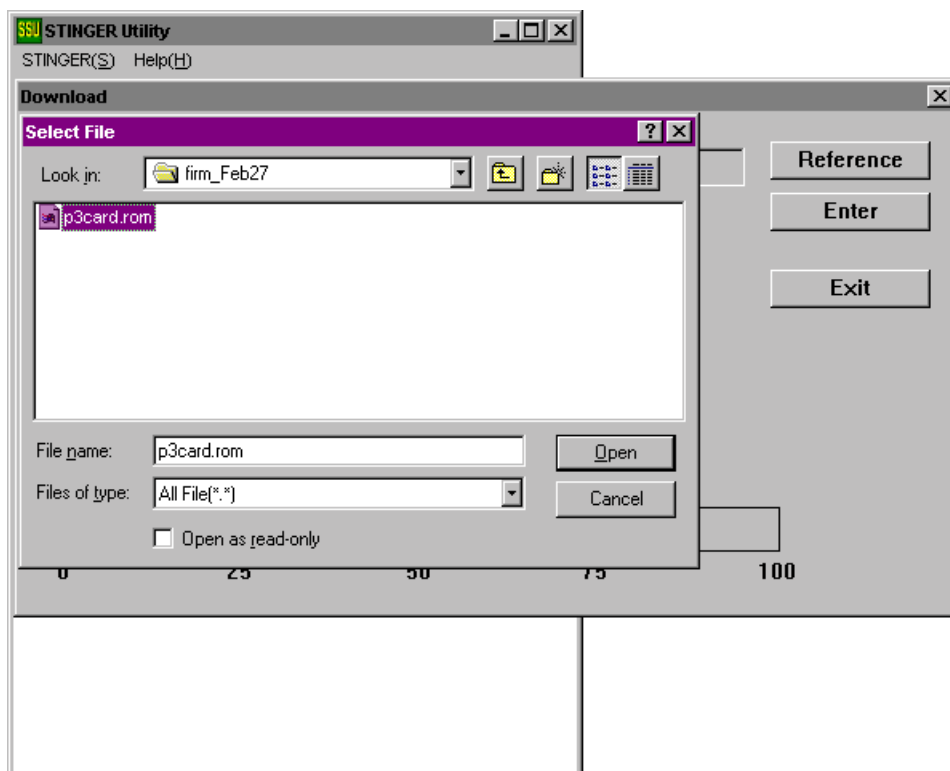 SSU STINGER Utility
STINGER(S) Help(H)
Download
Select File
Look in: firm_Feb27
Reference
p3card.rom
Enter
Exit
File name: p3card.rom
Open
Files of type: All File(*.*)
Cancel
Open as read-only
0 25 50 75 100